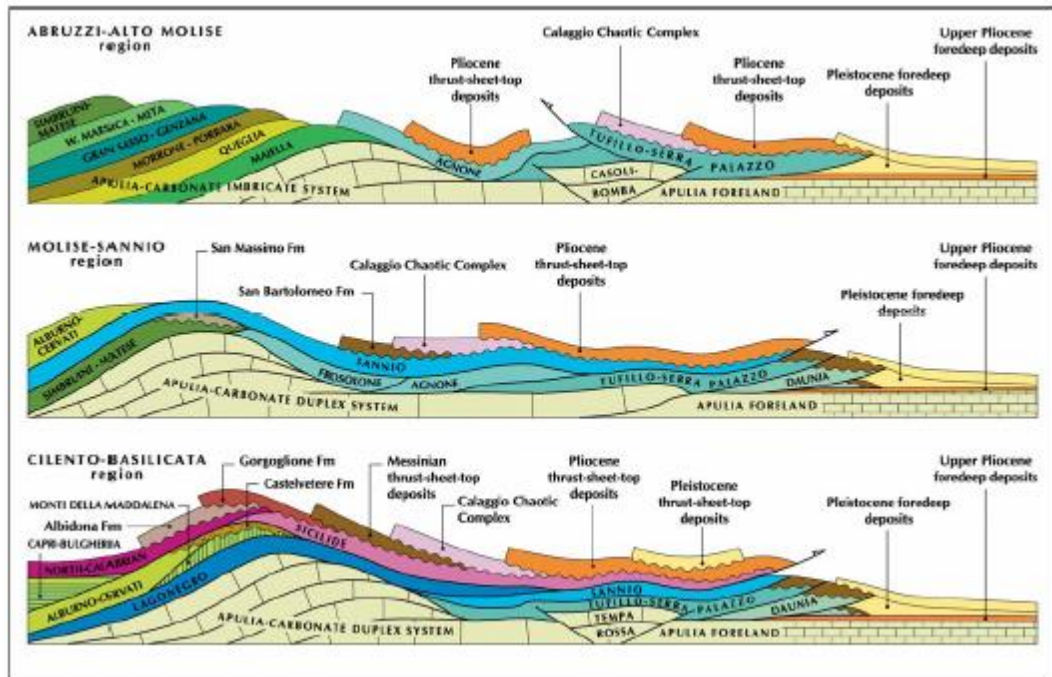 ABRUZZI-ALTO MOLISE
region
Calaggio Chaotic Complex
Upper Pliocene
foredeep deposits
Pliocene
thrust-sheet-top
deposits
Pliocene
thrust-sheet-top
deposits
Pleistocene foredeep
deposits
SIMBRUINI-
MATESE
W. MARSICA - MITA
GRAN SASSO - GENZANA
MORRONE - PORRARA
QUEGLIA
MAIELLA
AGNONE
TUFILLO-SERRA
PALAZZO
CASOLI-
BOMBA
APULIA-CARBONATE IMBRICATE SYSTEM
APULIA FORELAND
MOLISE-SANNIO
region
San Massimo Fm
Calaggio Chaotic Complex
San Bartolomeo Fm
Pliocene
thrust-sheet-top
deposits
Upper Pliocene
foredeep deposits
Pleistocene foredeep
deposits
ALBURNO-
CERVATI
SIMBRUINI - MATESE
SANNIO
FROSOLONE
AGNONE
TUFILLO-SERRA PALAZZO
DAUNIA
APULIA-CARBONATE DUPLEX SYSTEM
APULIA FORELAND
CILENTO-BASILICATA
region
Gorgoglione Fm
Castelvetere Fm
Messinian
thrust-sheet-top
deposits
Calaggio Chaotic
Complex
Pliocene
thrust-sheet-top
deposits
Pleistocene
thrust-sheet-top
deposits
Upper Pliocene
foredeep deposits
Pleistocene foredeep
deposits
MONTI DELLA MADDALENA
Albidona Fm
CAPRI-BULGHERIA
NORTH-CALABRIAN
ALBURNO-CERVATI
LAGONEGRO
SICILIDE
SANNIO
TUFILLO-SERRA-PALAZZO
DAUNIA
TEMPA
ROSSA
APULIA-CARBONATE DUPLEX SYSTEM
APULIA FORELAND